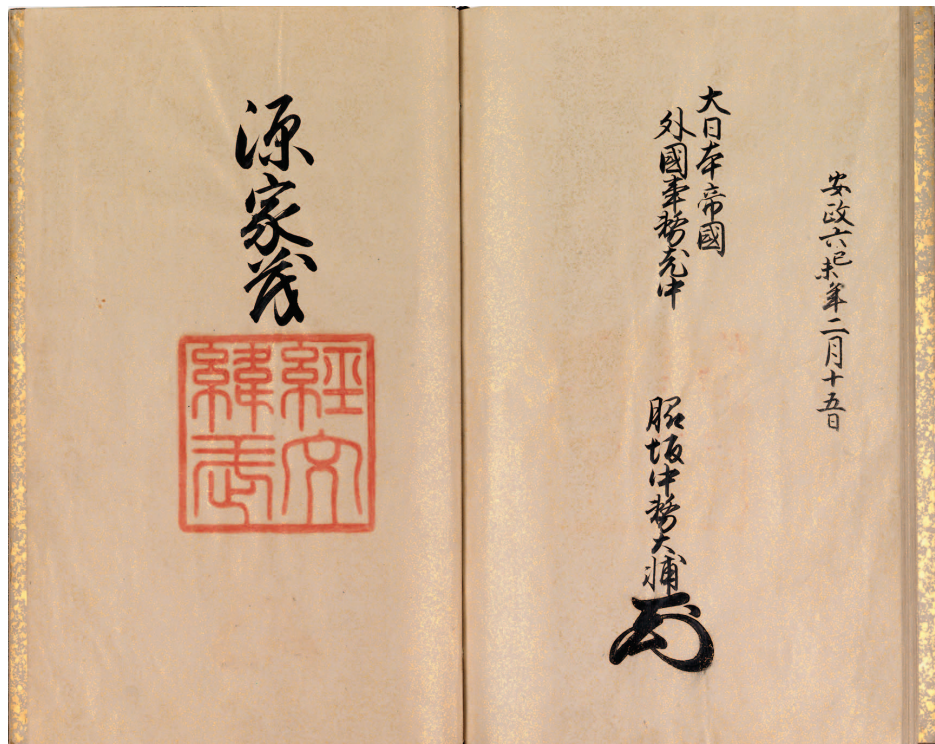 安政六己未年二月十五日
大日本帝國
外國事務老中
脇坂中務大輔
源家茂
經文
緯武